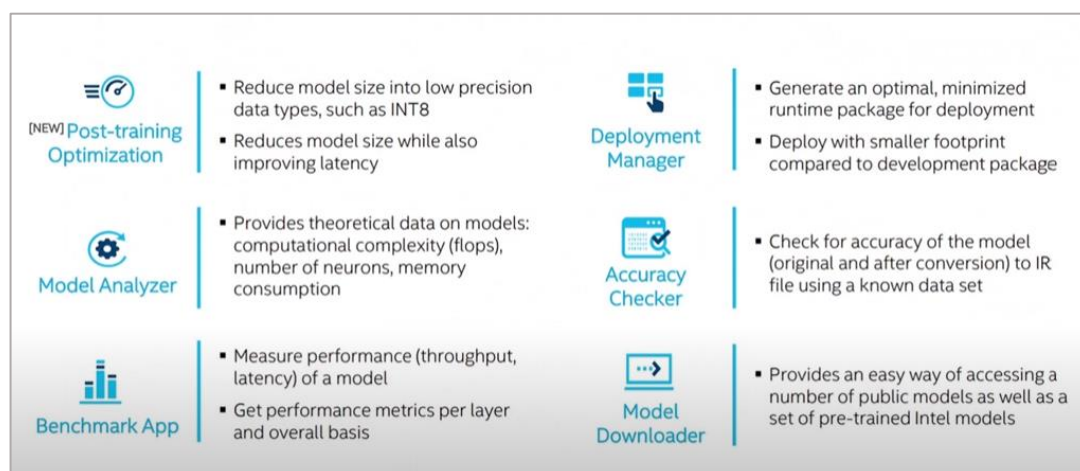 [NEW] Post-training
Optimization
▪ Reduce model size into low precision
data types, such as INT8
▪ Reduces model size while also
improving latency
Deployment
Manager
▪ Generate an optimal, minimized
runtime package for deployment
▪ Deploy with smaller footprint
compared to development package
Model Analyzer
▪ Provides theoretical data on models:
computational complexity (flops),
number of neurons, memory
consumption
Accuracy
Checker
▪ Check for accuracy of the model
(original and after conversion) to IR
file using a known data set
Benchmark App
▪ Measure performance (throughput,
latency) of a model
▪ Get performance metrics per layer
and overall basis
Model
Downloader
▪ Provides an easy way of accessing a
number of public models as well as a
set of pre-trained Intel models